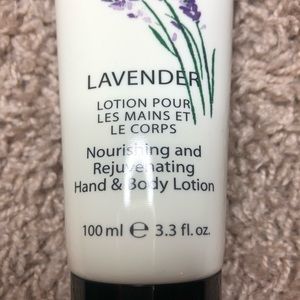 LAVENDER
LOTION POUR
LES MAINS ET
LE CORPS
Nourishing and
Rejuvenating
Hand & Body Lotion
100 ml ℮ 3.3 fl. oz.